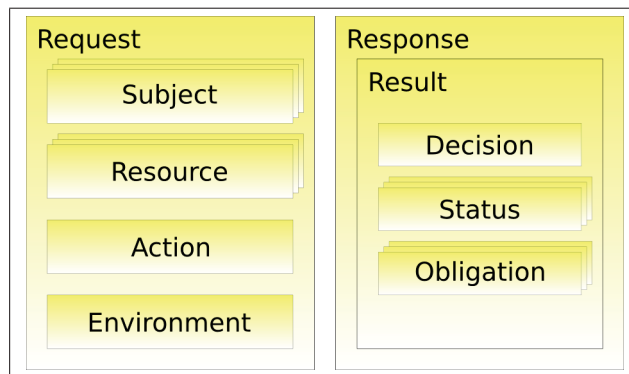 Request
Subject
Resource
Action
Environment
Response
Result
Decision
Status
Obligation